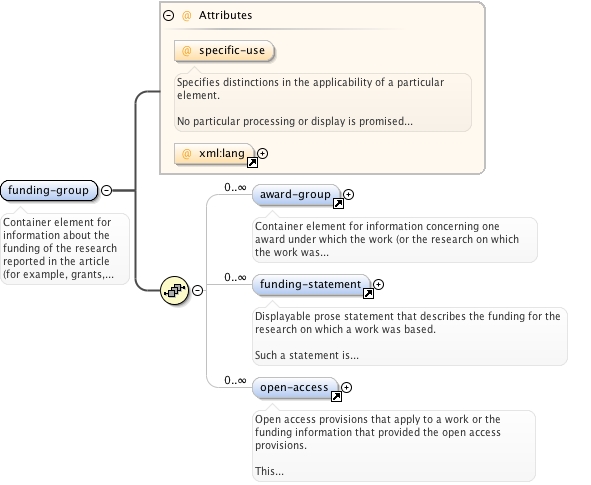 @ Attributes
@ specific-use
Specifies distinctions in the applicability of a particular
element.
No particular processing or display is promised...
@ xml:lang
funding-group
Container element for
information about the
funding of the research
reported in the article
(for example, grants,...
0..∞
award-group
Container element for information concerning one
award under which the work (or the research on which
the work was...
0..∞
funding-statement
Displayable prose statement that describes the funding for the
research on which a work was based.
Such a statement is...
0..∞
open-access
Open access provisions that apply to a work or the
funding information that provided the open access
provisions.
This...